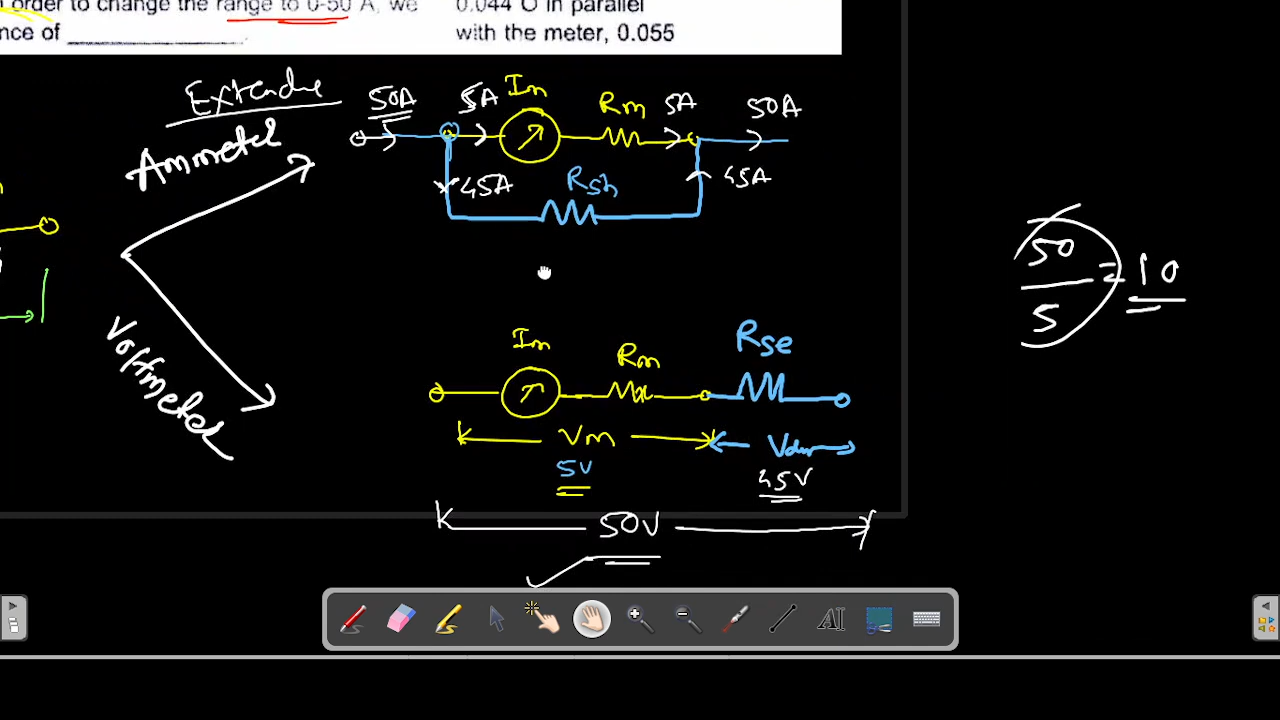 n order to change the range to 0-50 A, we
nce of
0.044 O in parallel
with the meter, 0.055
Extende
Ammeter
Voltmeter
50A 5A Im Rm 5A 50A
45A Rsh 45A
50
5
= 10
Im Rm Rse
Vm
5V
45V
50V
AI